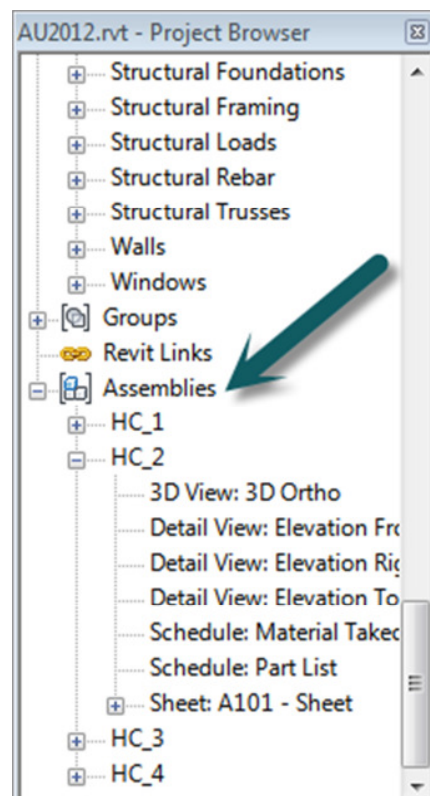 AU2012.rvt - Project Browser
Structural Foundations
Structural Framing
Structural Loads
Structural Rebar
Structural Trusses
Walls
Windows
Groups
Revit Links
Assemblies
HC_1
HC_2
3D View: 3D Ortho
Detail View: Elevation Fro
Detail View: Elevation Rig
Detail View: Elevation To
Schedule: Material Takeo
Schedule: Part List
Sheet: A101 - Sheet
HC_3
HC_4